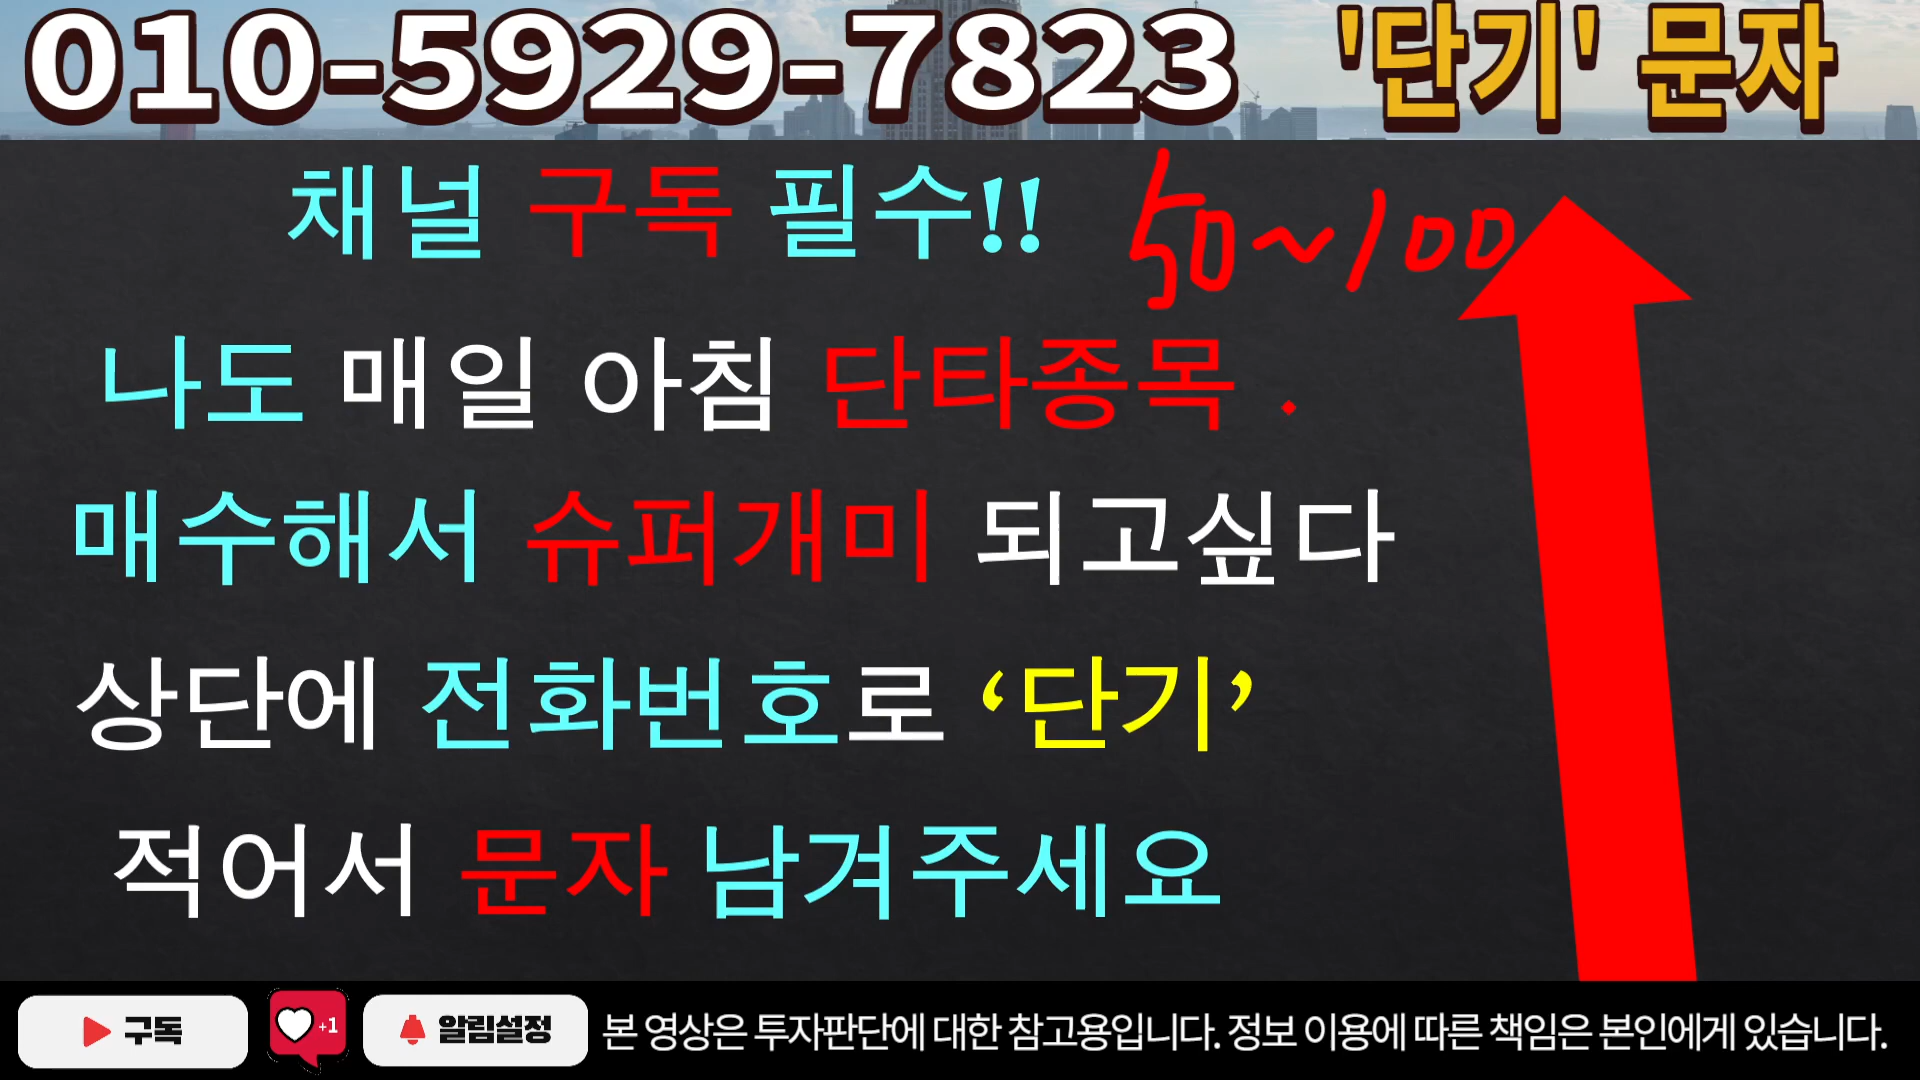 010-5929-7823 '단기' 문자
채널 구독 필수!! 50~100
나도 매일 아침 단타종목 .
매수해서 슈퍼개미 되고싶다
상단에 전화번호로 ‘단기’
적어서 문자 남겨주세요
구독 +1 알림설정 본 영상은 투자판단에 대한 참고용입니다. 정보 이용에 따른 책임은 본인에게 있습니다.